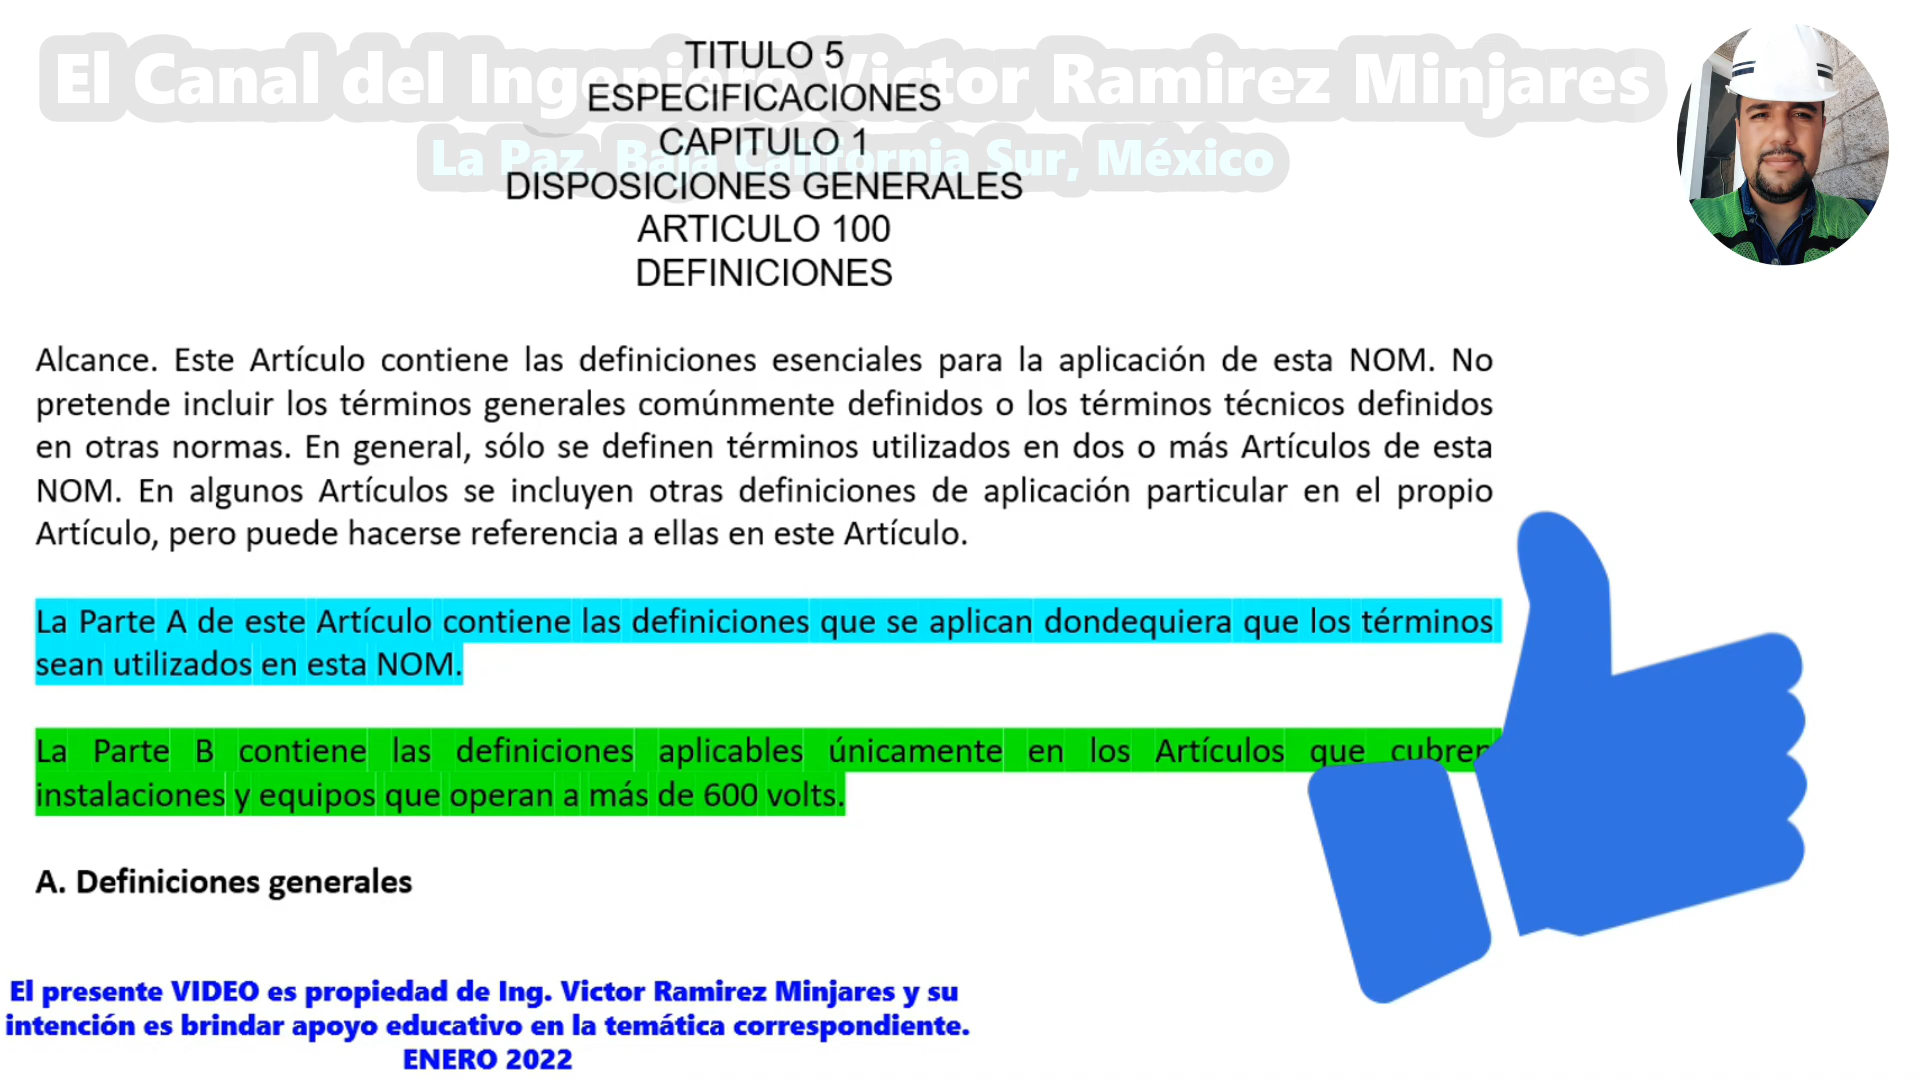 El Canal del Ingeniero Victor Ramirez Minjares
La Paz, Baja California Sur, México
TITULO 5
ESPECIFICACIONES
CAPITULO 1
DISPOSICIONES GENERALES
ARTICULO 100
DEFINICIONES
Alcance. Este Artículo contiene las definiciones esenciales para la aplicación de esta NOM. No
pretende incluir los términos generales comúnmente definidos o los términos técnicos definidos
en otras normas. En general, sólo se definen términos utilizados en dos o más Artículos de esta
NOM. En algunos Artículos se incluyen otras definiciones de aplicación particular en el propio
Artículo, pero puede hacerse referencia a ellas en este Artículo.
La Parte A de este Artículo contiene las definiciones que se aplican dondequiera que los términos
sean utilizados en esta NOM.
La Parte B contiene las definiciones aplicables únicamente en los Artículos que cubren
instalaciones y equipos que operan a más de 600 volts.
A. Definiciones generales
El presente VIDEO es propiedad de Ing. Victor Ramirez Minjares y su
intención es brindar apoyo educativo en la temática correspondiente.
ENERO 2022